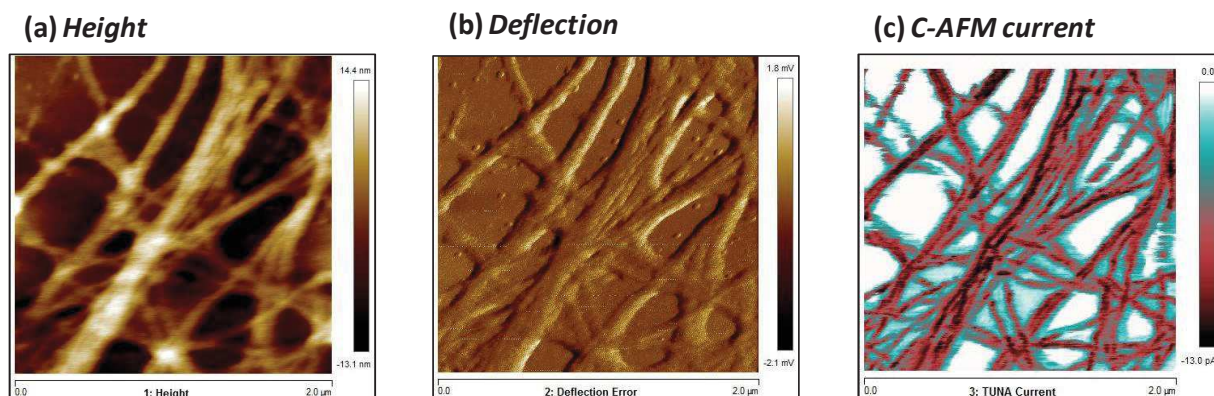 (a) Height
(b) Deflection
(c) C-AFM current
14.4 nm
-13.1 nm
0.0
1: Height
2.0 µm
1.8 mV
-2.1 mV
0.0
2: Deflection Error
2.0 µm
0.0
-13.0 pA
0.0
3: TUNA Current
2.0 µm